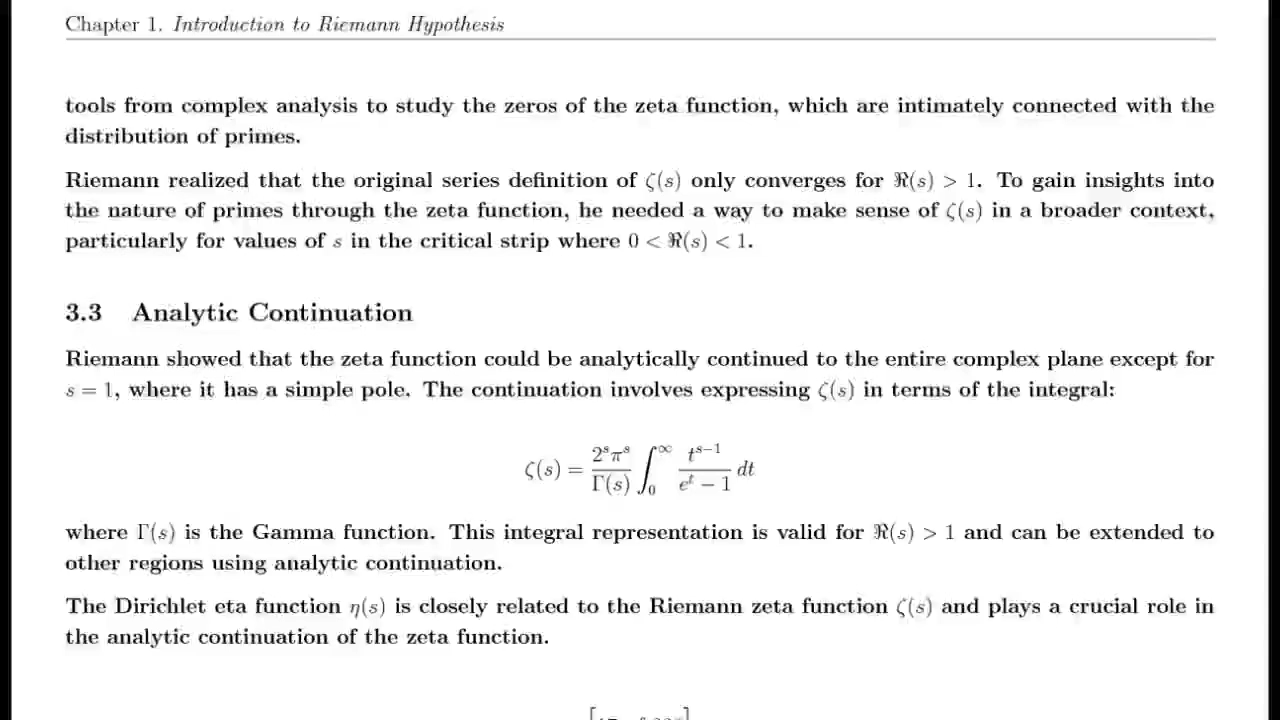 Chapter 1. Introduction to Riemann Hypothesis
tools from complex analysis to study the zeros of the zeta function, which are intimately connected with the
distribution of primes.
Riemann realized that the original series definition of ζ(s) only converges for ℜ(s) > 1. To gain insights into
the nature of primes through the zeta function, he needed a way to make sense of ζ(s) in a broader context,
particularly for values of s in the critical strip where 0 < ℜ(s) < 1.
3.3 Analytic Continuation
Riemann showed that the zeta function could be analytically continued to the entire complex plane except for
s = 1, where it has a simple pole. The continuation involves expressing ζ(s) in terms of the integral:
ζ(s) = \frac{2^s π^s}{Γ(s)} ∫_0^∞ \frac{t^{s−1}}{e^t − 1} dt
where Γ(s) is the Gamma function. This integral representation is valid for ℜ(s) > 1 and can be extended to
other regions using analytic continuation.
The Dirichlet eta function η(s) is closely related to the Riemann zeta function ζ(s) and plays a crucial role in
the analytic continuation of the zeta function.